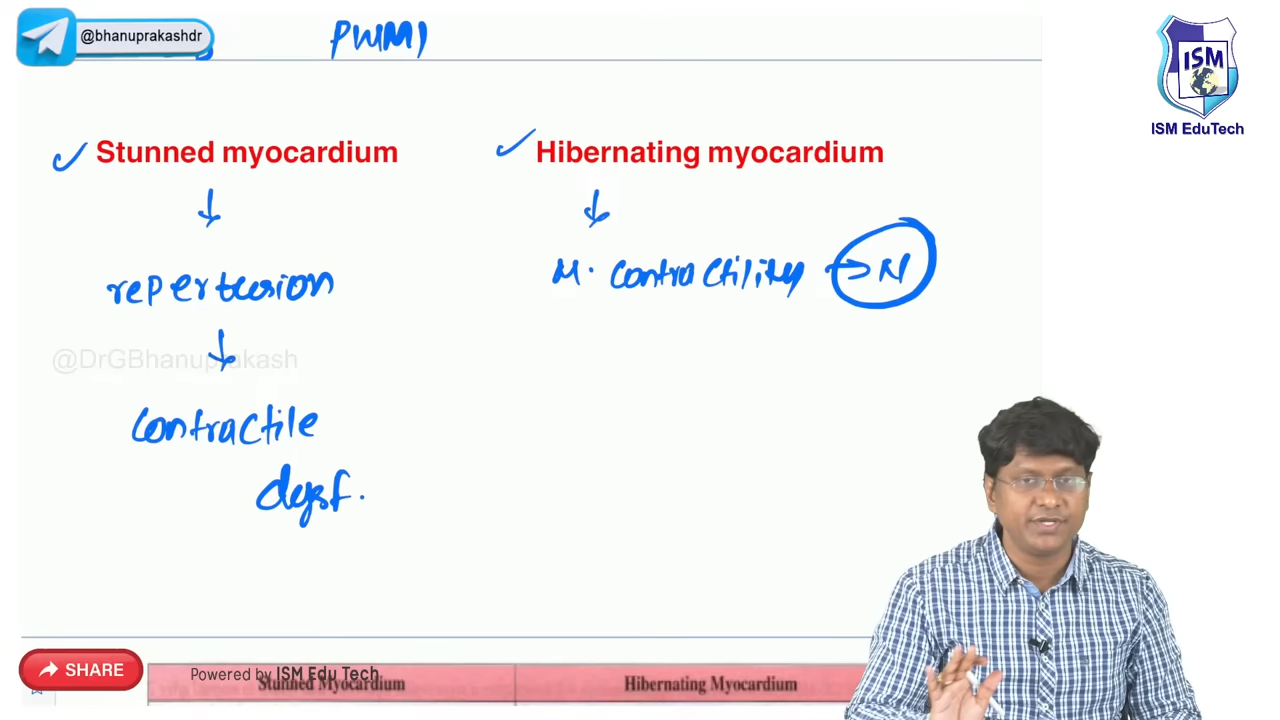 @bhanuprakashdr
PWMI
ISM
ISM EduTech
Stunned myocardium
Hibernating myocardium
reperfusion
M. contractility → N
@DrGBhanuprakash
contractile
dysf.
SHARE
Powered by ISM Edu Tech
Stunned Myocardium
Hibernating Myocardium